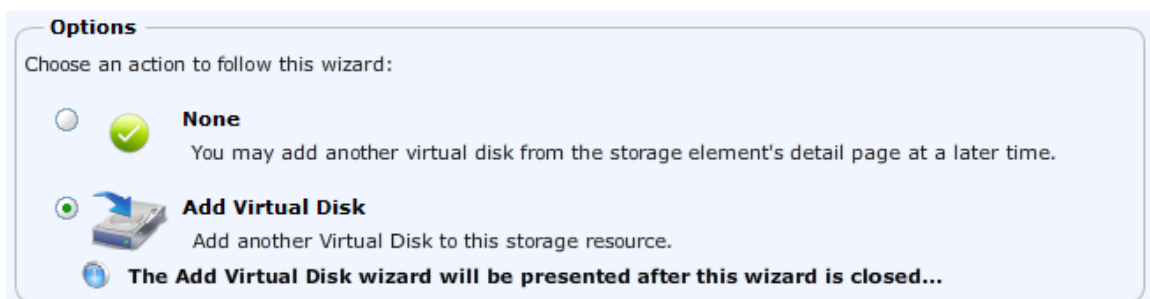 Options
Choose an action to follow this wizard:
None
You may add another virtual disk from the storage element's detail page at a later time.
Add Virtual Disk
Add another Virtual Disk to this storage resource.
The Add Virtual Disk wizard will be presented after this wizard is closed...